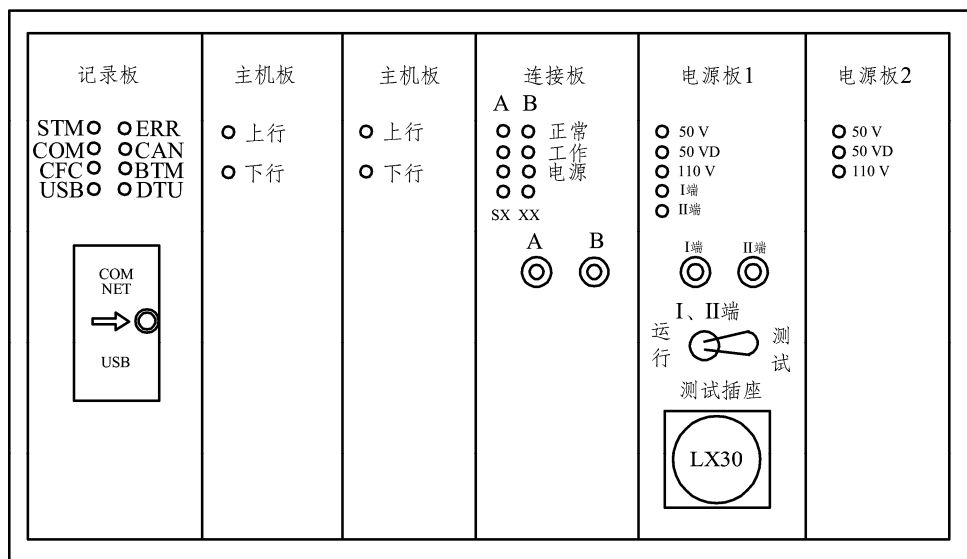 记录板
STM ERR
COM CAN
CFC BTM
USB DTU
COM
NET
USB
主机板
上行
下行
主机板
上行
下行
连接板
A B
正常
工作
电源
SX XX
A B
电源板1
50 V
50 VD
110 V
I端
II端
I端 II端
I、II端
运行 测试
测试插座
LX30
电源板2
50 V
50 VD
110 V